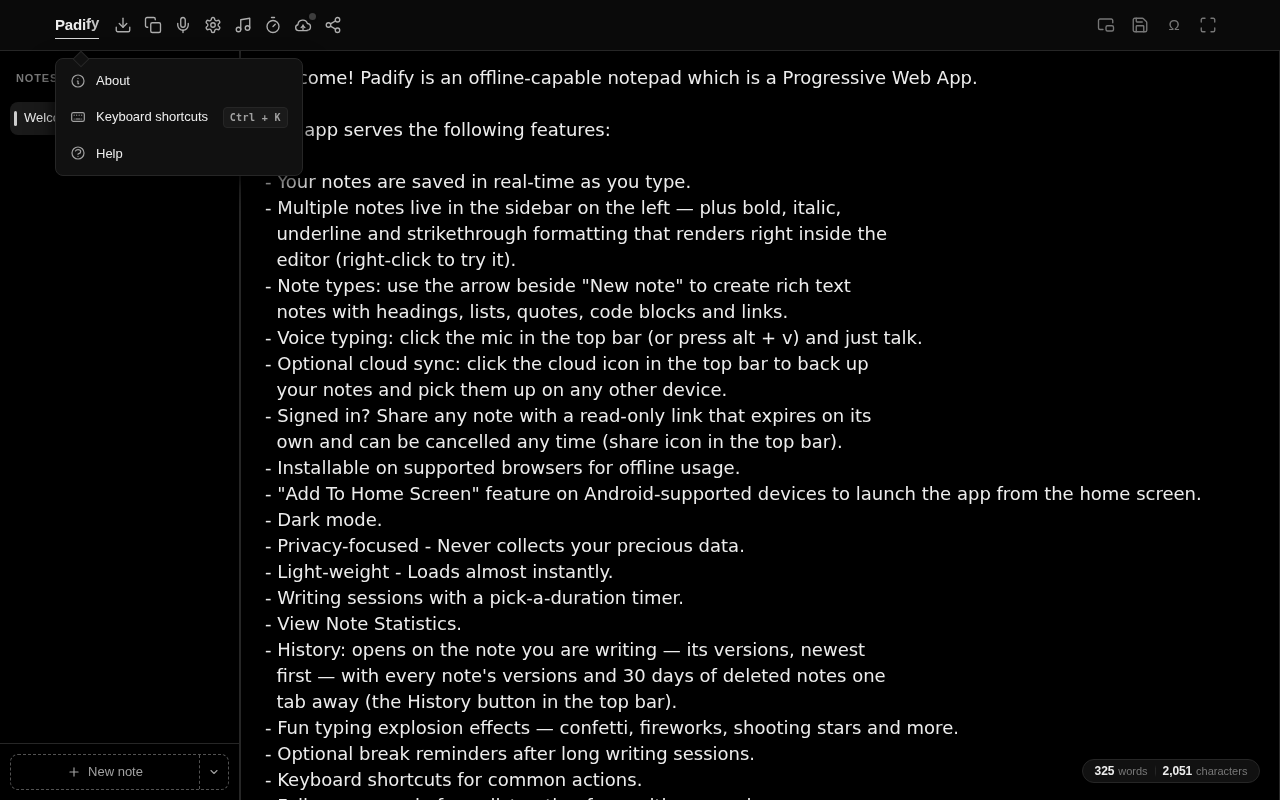 Padify
NOTES
About
Keyboard shortcuts Ctrl + K
Help
Welco
come! Padify is an offline-capable notepad which is a Progressive Web App.
app serves the following features:
- Your notes are saved in real-time as you type.
- Multiple notes live in the sidebar on the left — plus bold, italic,
underline and strikethrough formatting that renders right inside the
editor (right-click to try it).
- Note types: use the arrow beside "New note" to create rich text
notes with headings, lists, quotes, code blocks and links.
- Voice typing: click the mic in the top bar (or press alt + v) and just talk.
- Optional cloud sync: click the cloud icon in the top bar to back up
your notes and pick them up on any other device.
- Signed in? Share any note with a read-only link that expires on its
own and can be cancelled any time (share icon in the top bar).
- Installable on supported browsers for offline usage.
- "Add To Home Screen" feature on Android-supported devices to launch the app from the home screen.
- Dark mode.
- Privacy-focused - Never collects your precious data.
- Light-weight - Loads almost instantly.
- Writing sessions with a pick-a-duration timer.
- View Note Statistics.
- History: opens on the note you are writing — its versions, newest
first — with every note's versions and 30 days of deleted notes one
tab away (the History button in the top bar).
- Fun typing explosion effects — confetti, fireworks, shooting stars and more.
- Optional break reminders after long writing sessions.
- Keyboard shortcuts for common actions.
New note
325 words | 2,051 characters